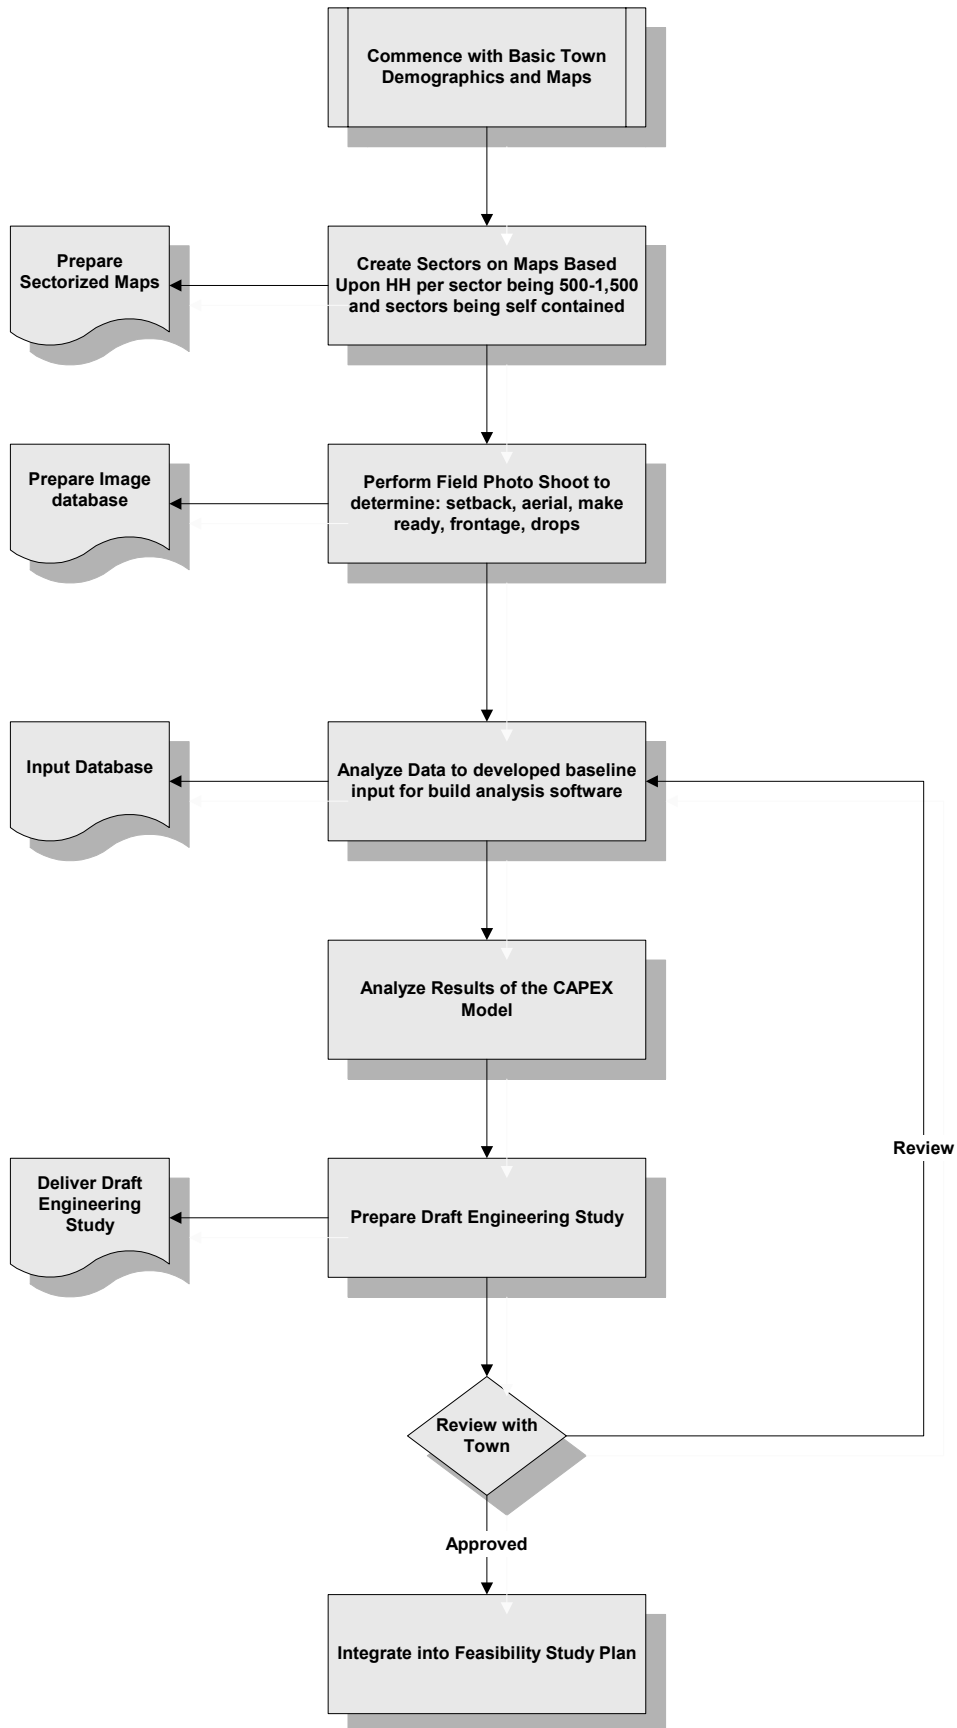 Commence with Basic Town
Demographics and Maps
Prepare
Sectorized Maps
Create Sectors on Maps Based
Upon HH per sector being 500-1,500
and sectors being self contained
Prepare Image
database
Perform Field Photo Shoot to
determine: setback, aerial, make
ready, frontage, drops
Input Database
Analyze Data to developed baseline
input for build analysis software
Analyze Results of the CAPEX
Model
Review
Deliver Draft
Engineering
Study
Prepare Draft Engineering Study
Review with
Town
Approved
Integrate into Feasibility Study Plan